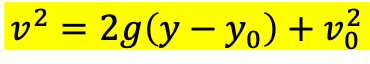 v² = 2g(y − y₀) + v₀²